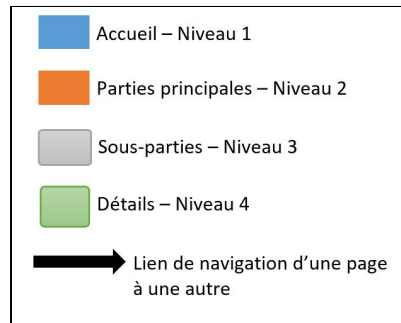 Accueil – Niveau 1
Parties principales – Niveau 2
Sous-parties – Niveau 3
Détails – Niveau 4
Lien de navigation d’une page
à une autre